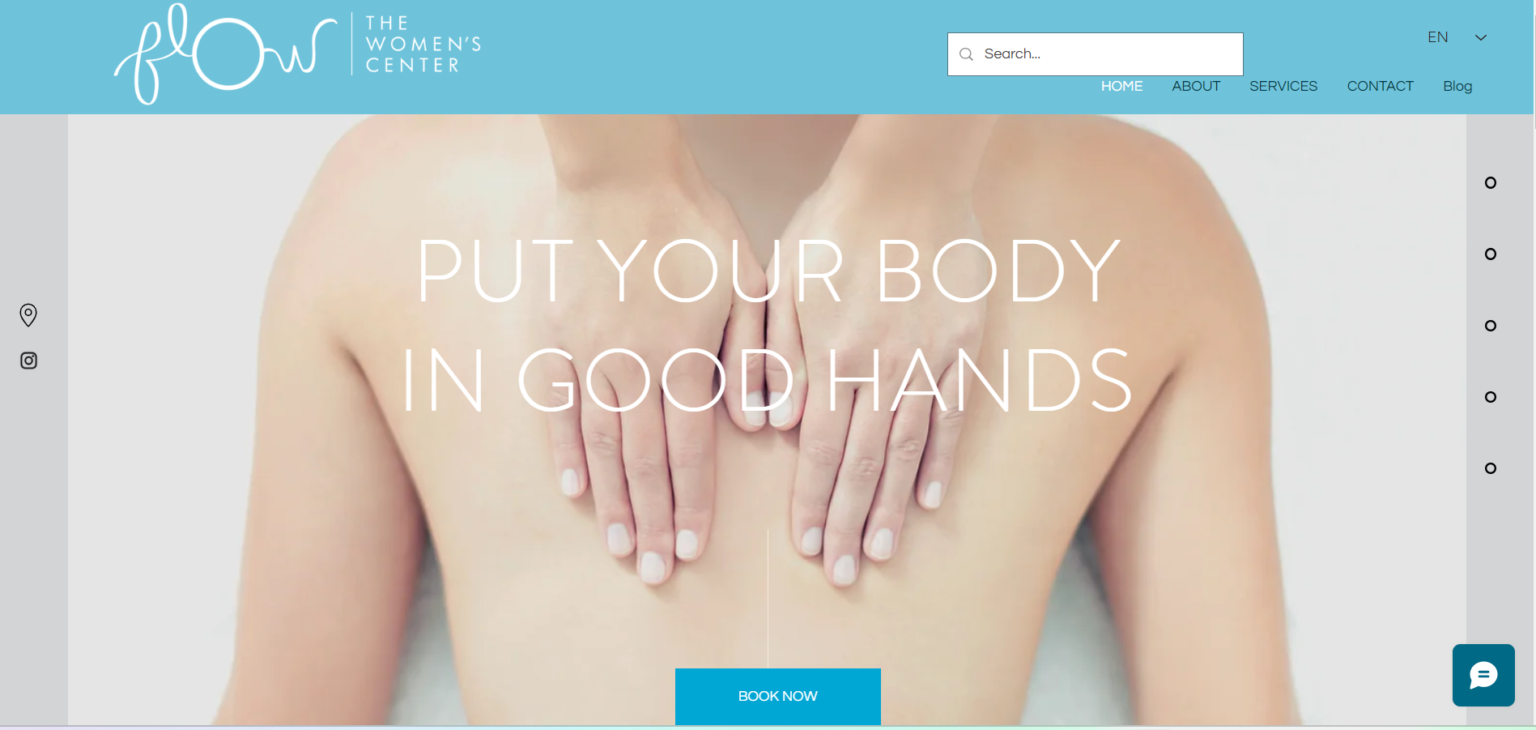 flow
THE
WOMEN'S
CENTER
Search...
EN
HOME ABOUT SERVICES CONTACT Blog
PUT YOUR BODY
IN GOOD HANDS
BOOK NOW